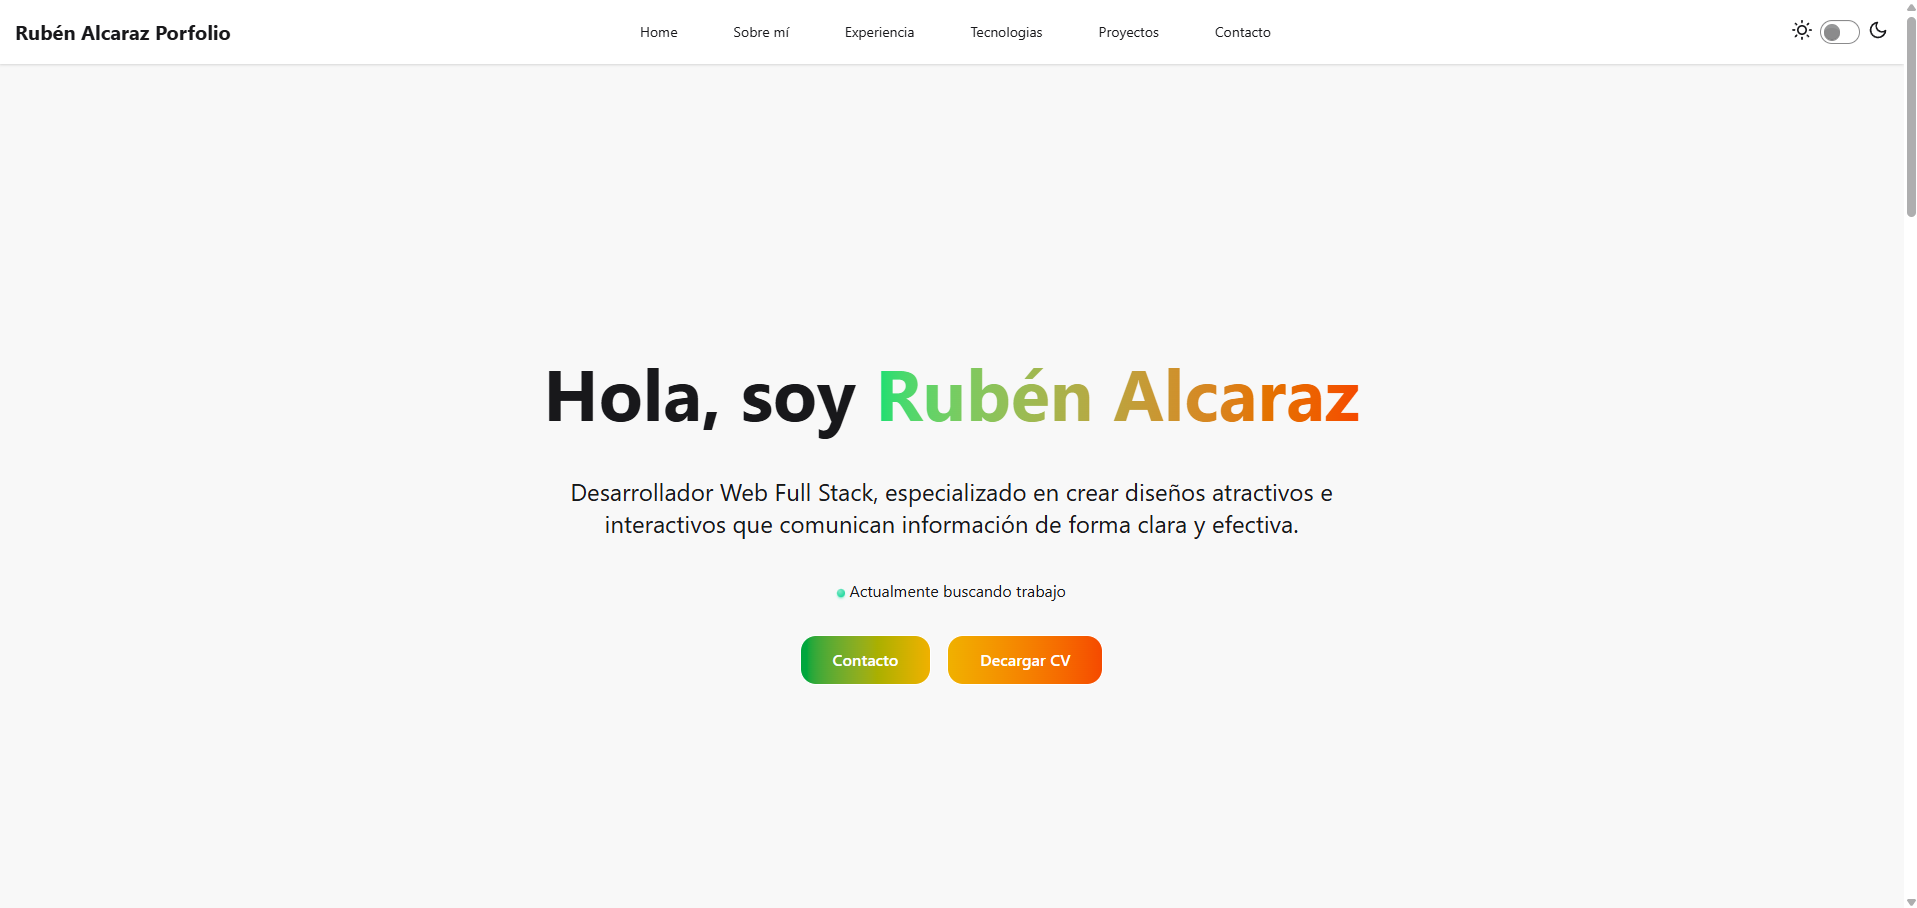 Rubén Alcaraz Porfolio
Home
Sobre mí
Experiencia
Tecnologias
Proyectos
Contacto
Hola, soy Rubén Alcaraz
Desarrollador Web Full Stack, especializado en crear diseños atractivos e
interactivos que comunican información de forma clara y efectiva.
Actualmente buscando trabajo
Contacto
Decargar CV